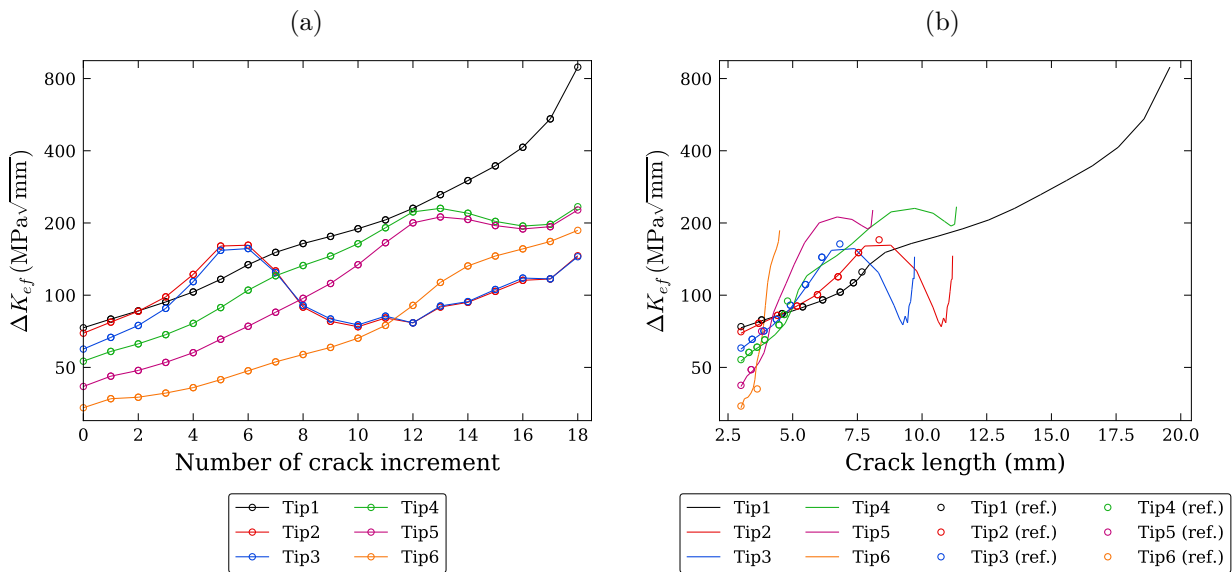 (a)
(b)
800
400
200
100
50
0 2 4 6 8 10 12 14 16 18
Number of crack increment
ΔK_ef (MPa√mm)
Tip1 Tip4
Tip2 Tip5
Tip3 Tip6
800
400
200
100
50
2.5 5.0 7.5 10.0 12.5 15.0 17.5 20.0
Crack length (mm)
ΔK_ef (MPa√mm)
Tip1 Tip4 Tip1 (ref.) Tip4 (ref.)
Tip2 Tip5 Tip2 (ref.) Tip5 (ref.)
Tip3 Tip6 Tip3 (ref.) Tip6 (ref.)